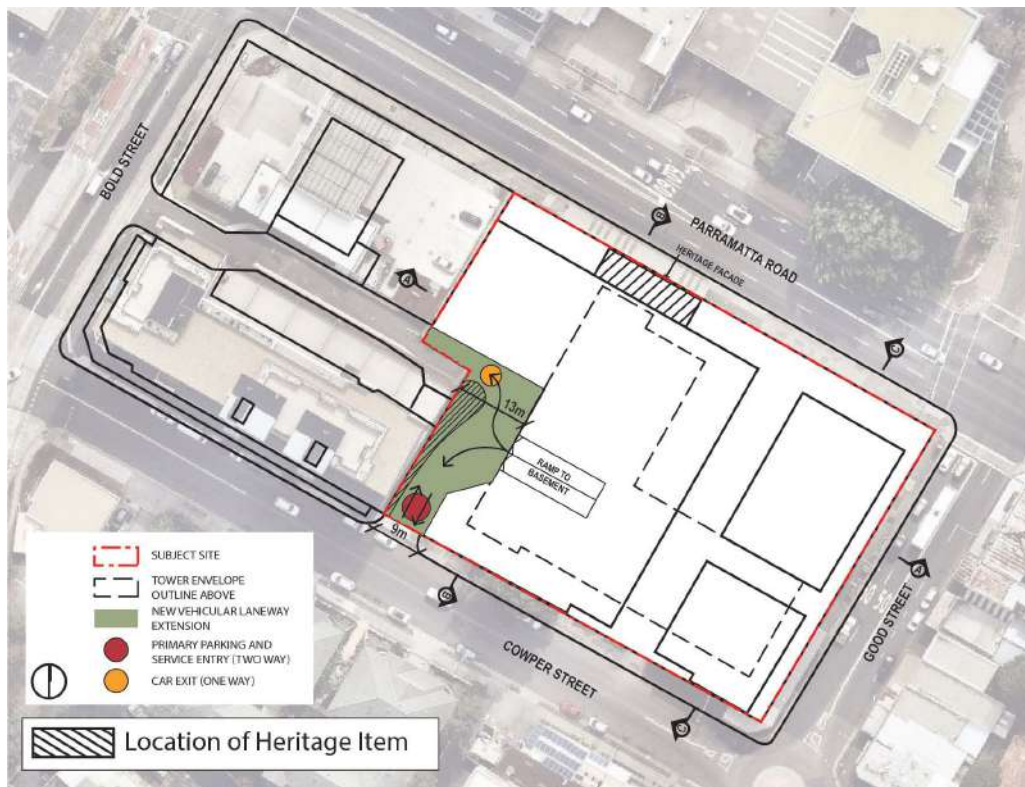 BOLD STREET
PARRAMATTA ROAD
HERITAGE FACADE
B
A
C
13m
RAMP TO
BASEMENT
9m
B
A
C
COWPER STREET
GOOD STREET
SUBJECT SITE
TOWER ENVELOPE
OUTLINE ABOVE
NEW VEHICULAR LANEWAY
EXTENSION
PRIMARY PARKING AND
SERVICE ENTRY (TWO WAY)
CAR EXIT (ONE WAY)
Location of Heritage Item